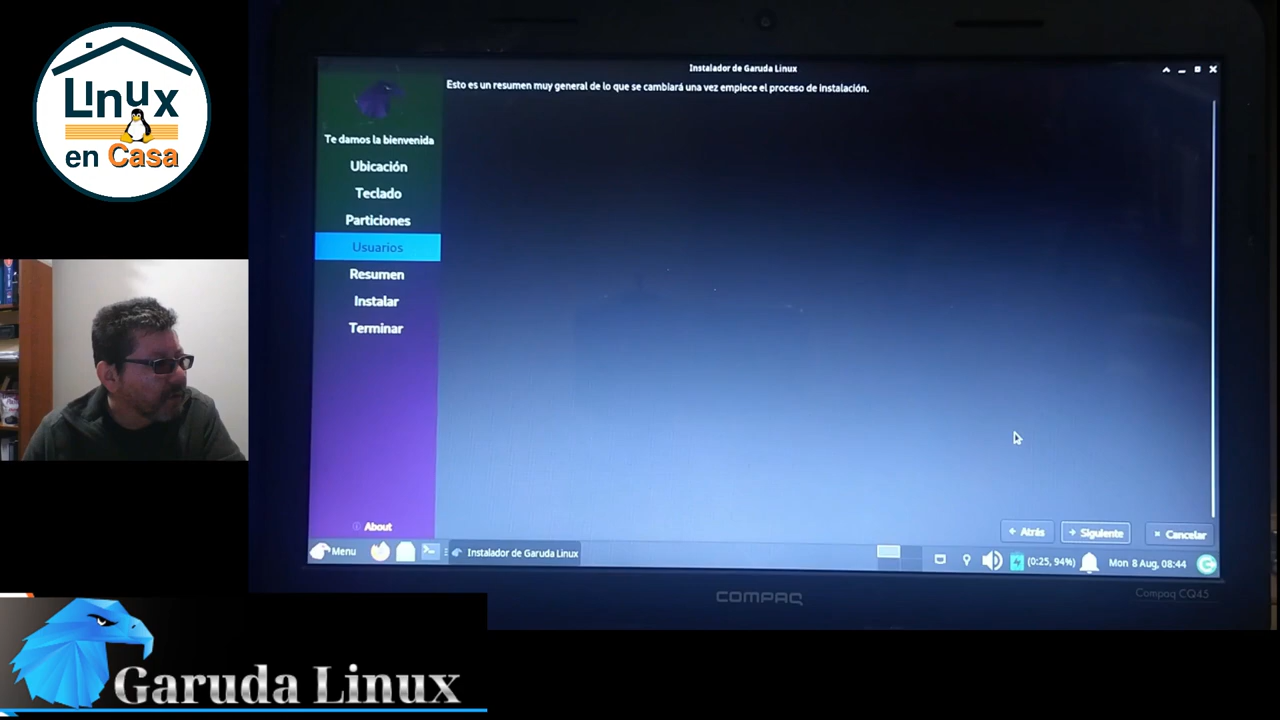 Linux
en Casa
Instalador de Garuda Linux
Esto es un resumen muy general de lo que se cambiará una vez empiece el proceso de instalación.
Te damos la bienvenida
Ubicación
Teclado
Particiones
Usuarios
Resumen
Instalar
Terminar
About
Atrás
Siguiente
Cancelar
Menu
Instalador de Garuda Linux
(0:25, 94%)
Mon 8 Aug, 08:44
COMPAQ
Compaq CQ45
Garuda Linux